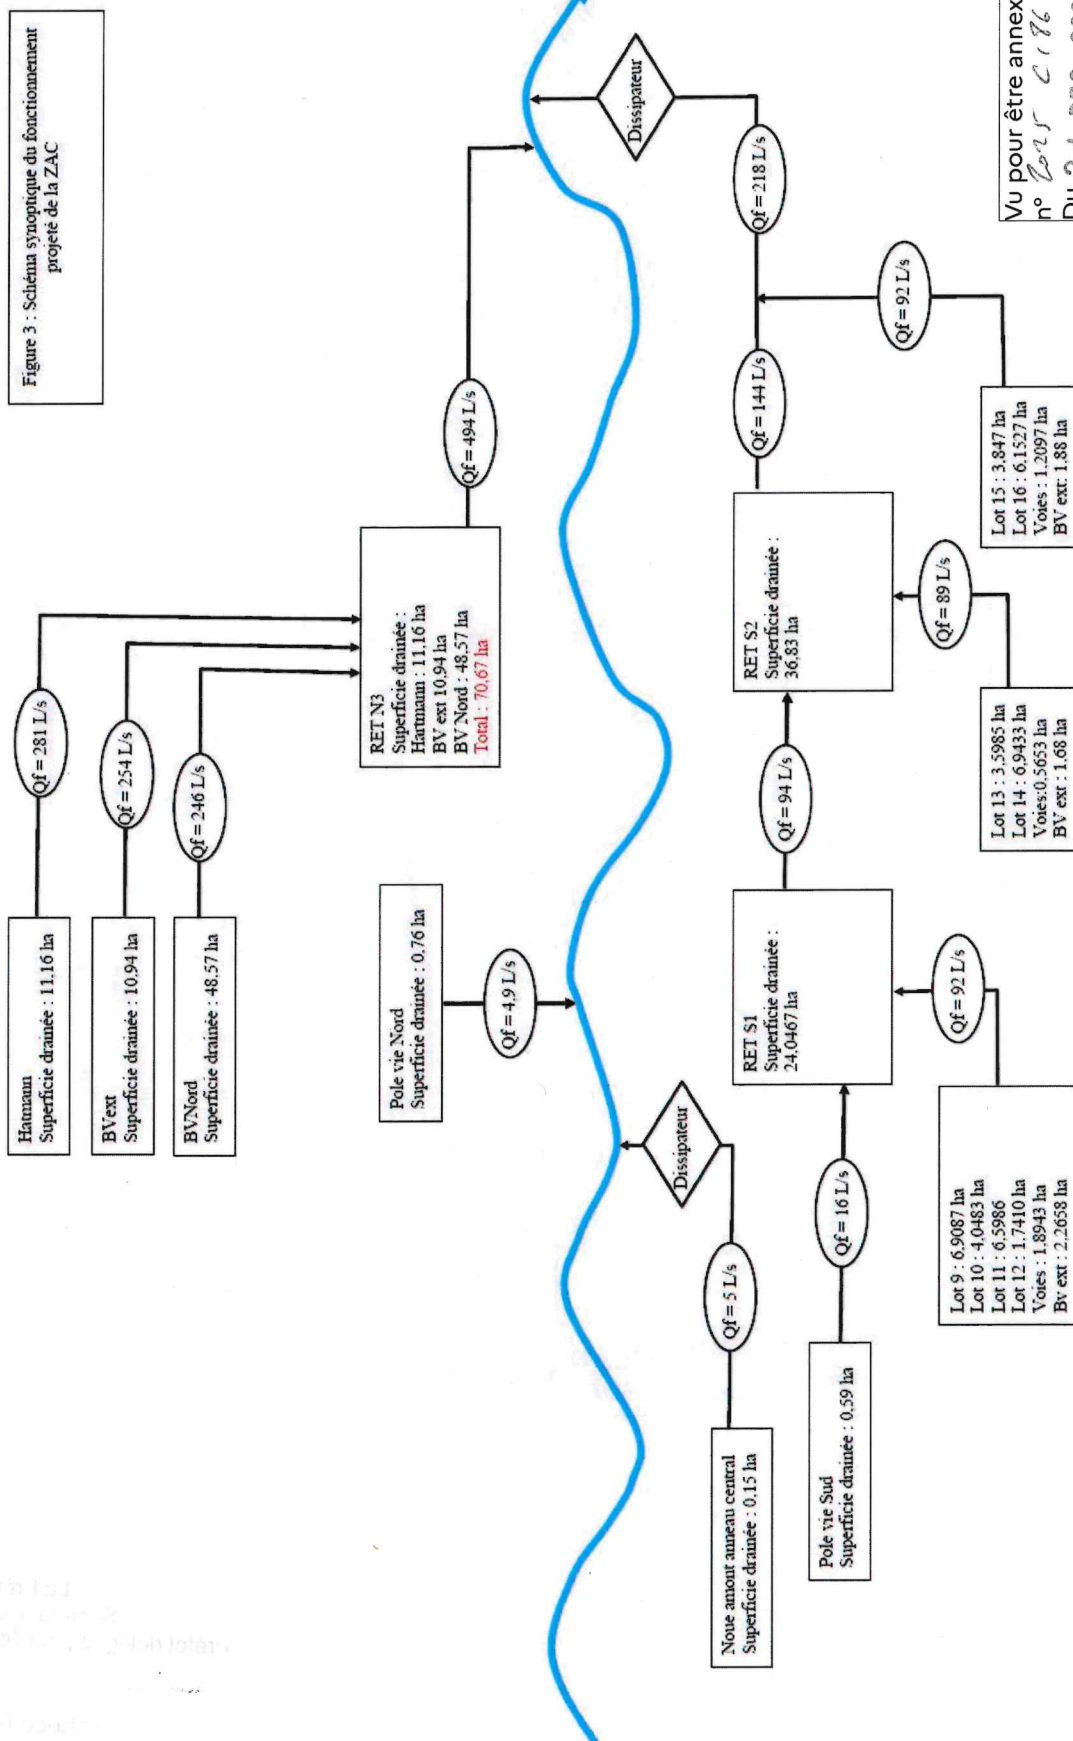 Figure 3 : Schéma synoptique du fonctionnement
projeté de la ZAC
Hatmann
Superficie drainée : 11,16 ha
Qf = 281 L/s
BVext
Superficie drainée : 10,94 ha
Qf = 254 L/s
BVNord
Superficie drainée : 48,57 ha
Qf = 246 L/s
RET N3
Superficie drainée :
Hartmann : 11,16 ha
BV ext 10,94 ha
BV Nord : 48,57 ha
Total : 70,67 ha
Qf = 494 L/s
Pole vie Nord
Superficie drainée : 0,76 ha
Qf = 4,9 L/s
Dissipateur
Dissipateur
Noue amont anneau central
Superficie drainée : 0,15 ha
Qf = 5 L/s
Pole vie Sud
Superficie drainée : 0,59 ha
Qf = 16 L/s
RET S1
Superficie drainée :
24,0467 ha
Qf = 94 L/s
RET S2
Superficie drainée :
36,83 ha
Qf = 144 L/s
Qf = 218 L/s
Lot 9 : 6,9087 ha
Lot 10 : 4,0483 ha
Lot 11 : 6,5986
Lot 12 : 1,7410 ha
Voies : 1,8943 ha
Bv ext : 2,2658 ha
Qf = 92 L/s
Lot 13 : 3,5985 ha
Lot 14 : 6,9433 ha
Voies:0,5653 ha
BV ext : 1,68 ha
Qf = 89 L/s
Lot 15 : 3,847 ha
Lot 16 : 6,1527 ha
Voies : 1,2097 ha
BV ext: 1,88 ha
Qf = 92 L/s
Vu pour être annex
n° 2025 C 186
Du